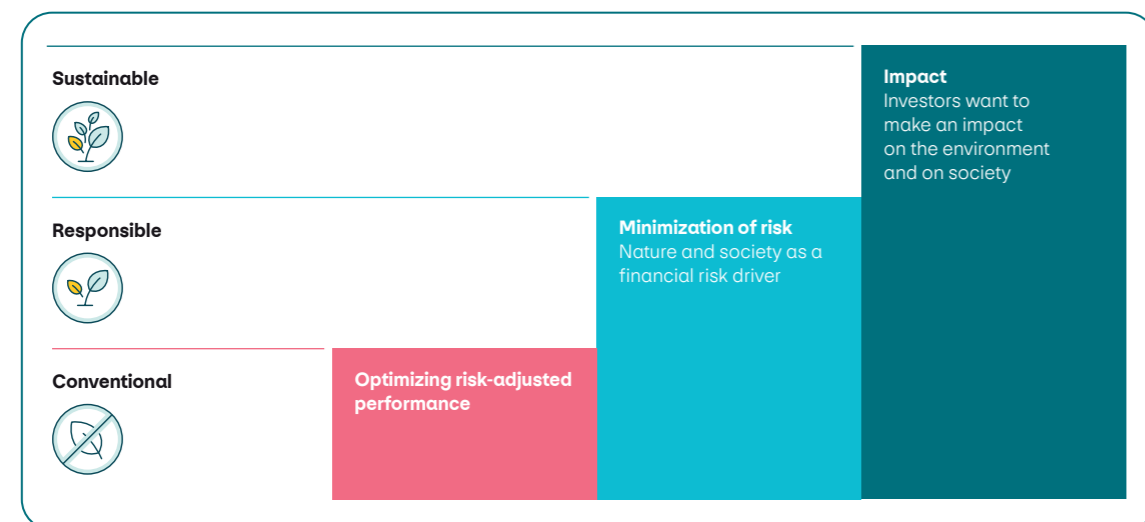 Sustainable
Impact
Investors want to
make an impact
on the environment
and on society
Responsible
Minimization of risk
Nature and society as a
financial risk driver
Conventional
Optimizing risk-adjusted
performance